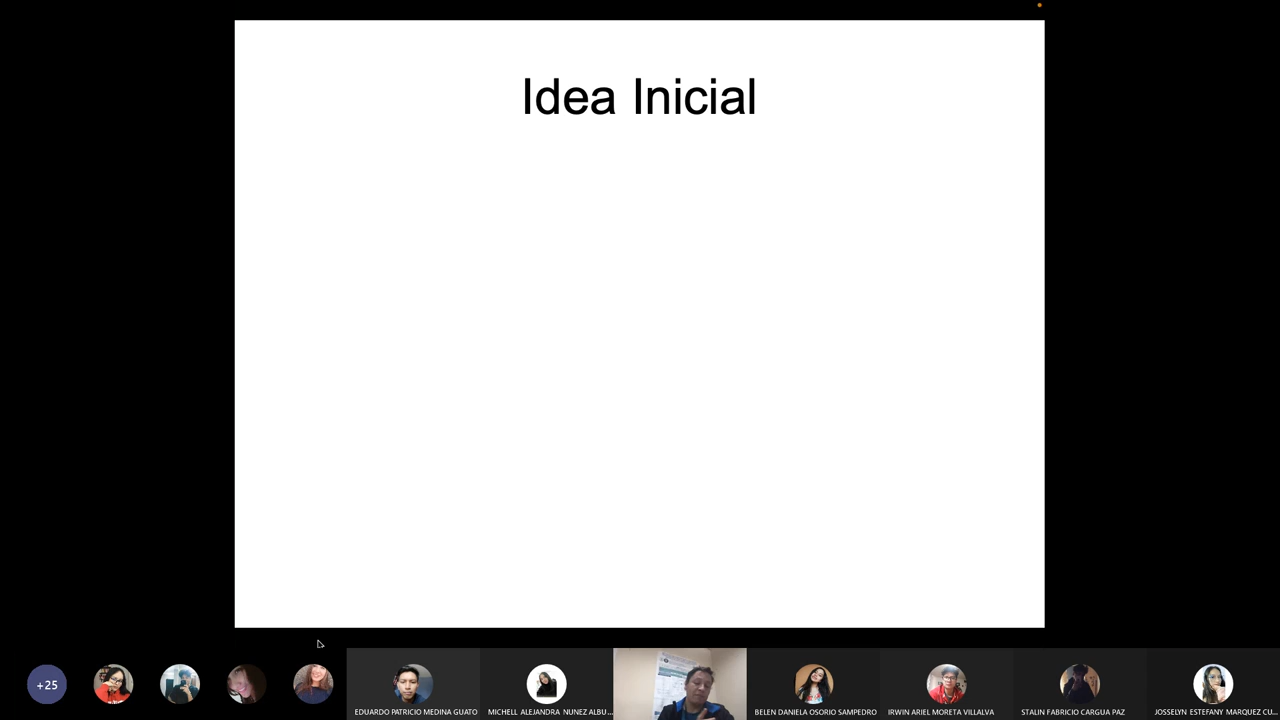 Idea Inicial
+25
EDUARDO PATRICIO MEDINA GUATO
MICHELL ALEJANDRA NUNEZ ALBU...
BELEN DANIELA OSORIO SAMPEDRO
IRWIN ARIEL MORETA VILLALVA
STALIN FABRICIO CARGUA PAZ
JOSSELYN ESTEFANY MARQUEZ CU...